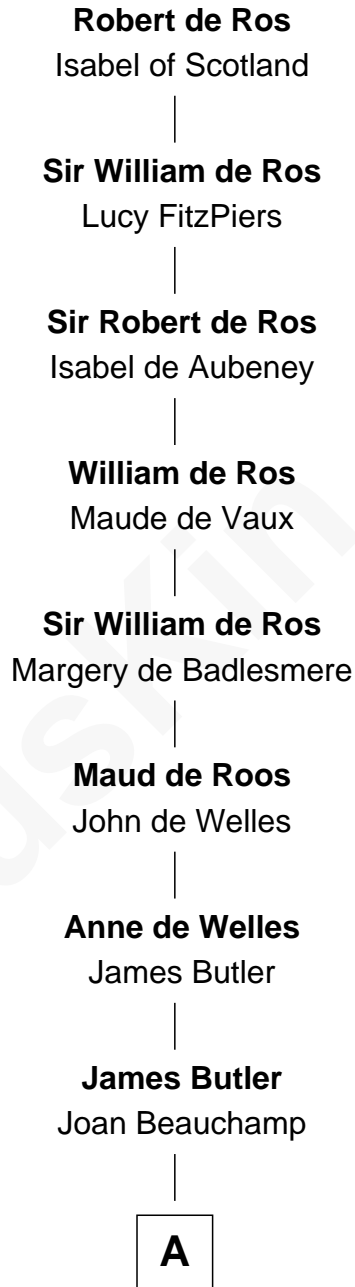 Robert de Ros
Isabel of Scotland
Sir William de Ros
Lucy FitzPiers
Sir Robert de Ros
Isabel de Aubeney
William de Ros
Maude de Vaux
Sir William de Ros
Margery de Badlesmere
Maud de Roos
John de Welles
Anne de Welles
James Butler
James Butler
Joan Beauchamp
A